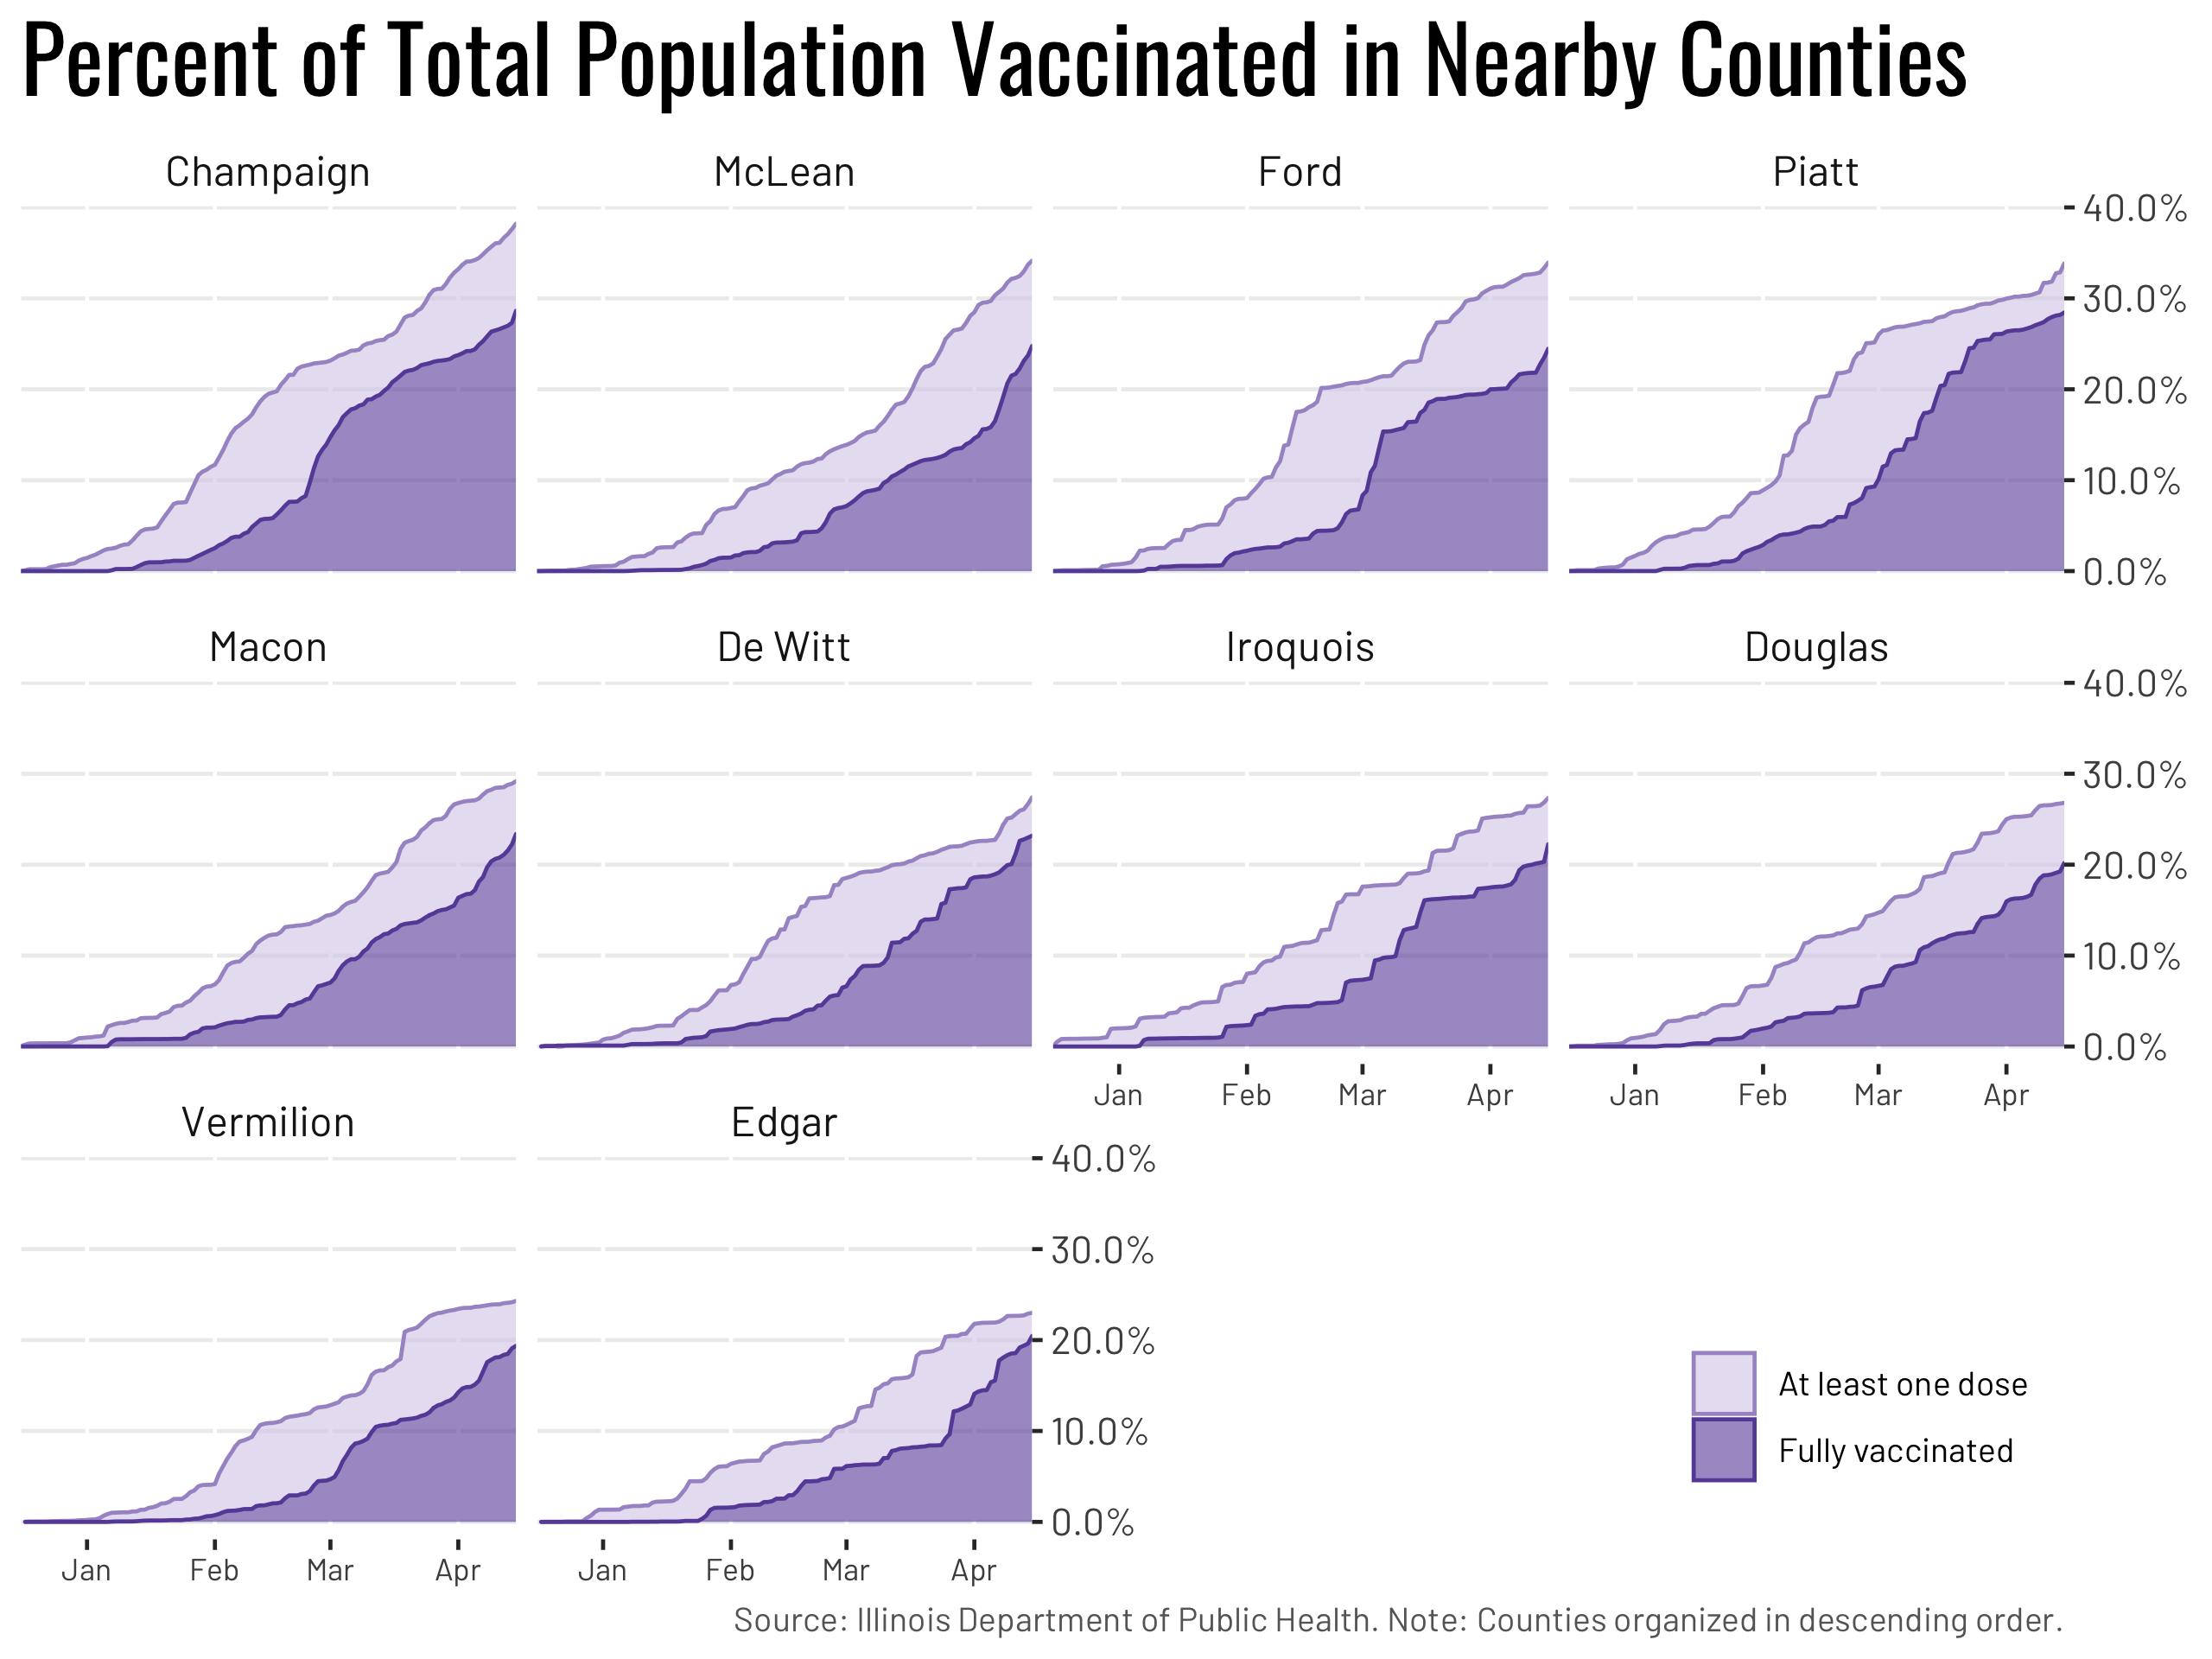 Percent of Total Population Vaccinated in Nearby Counties
Champaign
McLean
Ford
Piatt
40.0%
30.0%
20.0%
10.0%
0.0%
Macon
De Witt
Iroquois
Douglas
40.0%
30.0%
20.0%
10.0%
0.0%
Jan Feb Mar Apr
Jan Feb Mar Apr
Vermilion
Edgar
40.0%
30.0%
20.0%
10.0%
0.0%
Jan Feb Mar Apr
Jan Feb Mar Apr
At least one dose
Fully vaccinated
Source: Illinois Department of Public Health. Note: Counties organized in descending order.